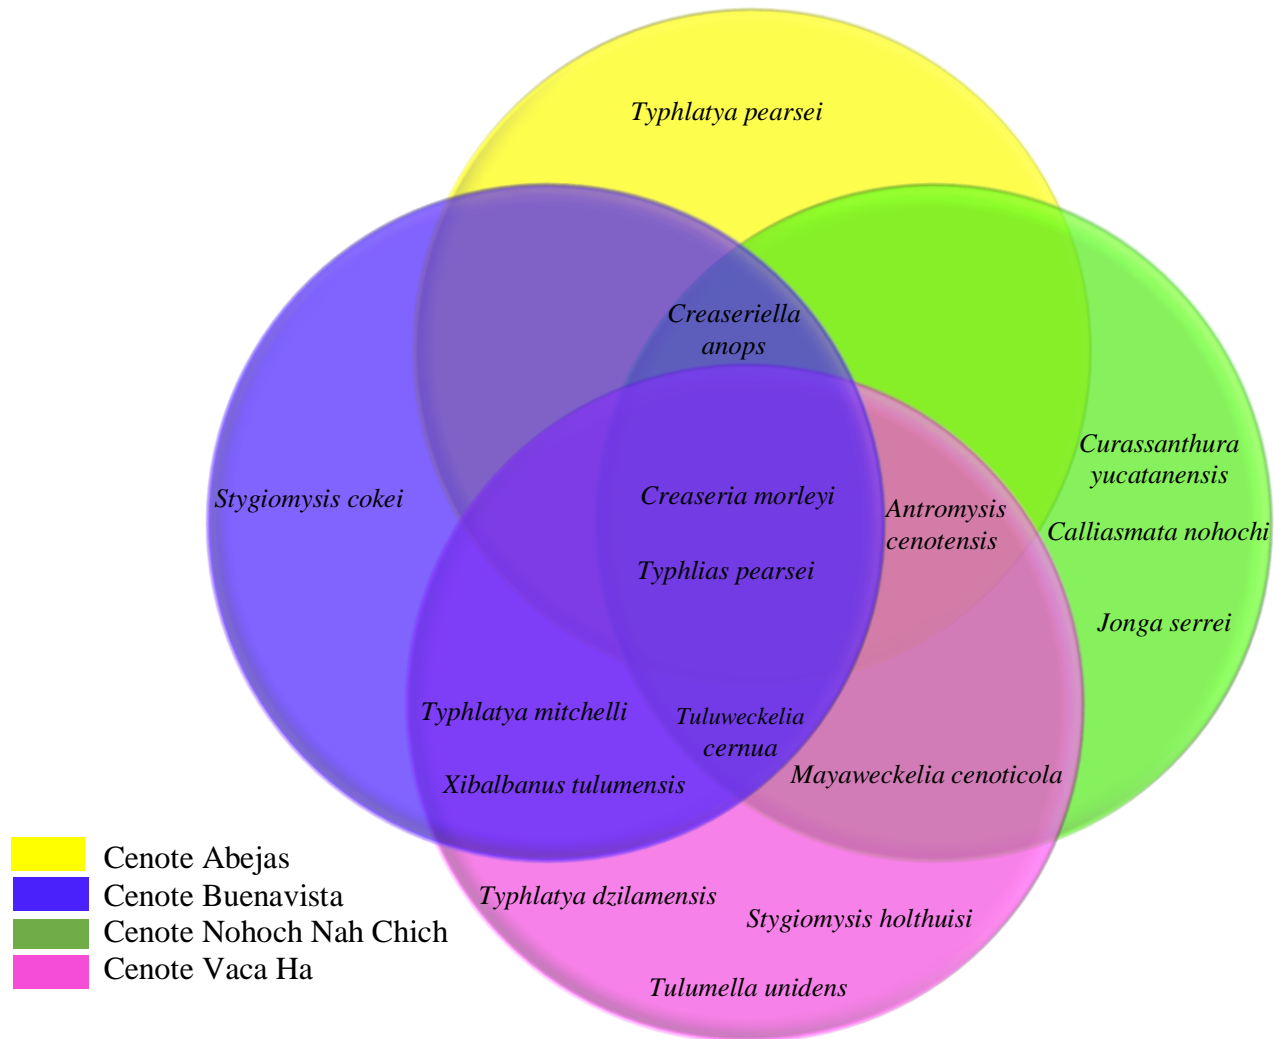 Typhlatya pearsei
Creaseriella
anops
Curassanthura
yucatanensis
Stygiomysis cokei
Creaseria morleyi
Antromysis
cenotensis
Calliasmata nohochi
Typhlias pearsei
Jonga serrei
Typhlatya mitchelli
Tuluweckelia
cernua
Xibalbanus tulumensis
Mayaweckelia cenoticola
Typhlatya dzilamensis
Stygiomysis holthuisi
Tulumella unidens
Cenote Abejas
Cenote Buenavista
Cenote Nohoch Nah Chich
Cenote Vaca Ha